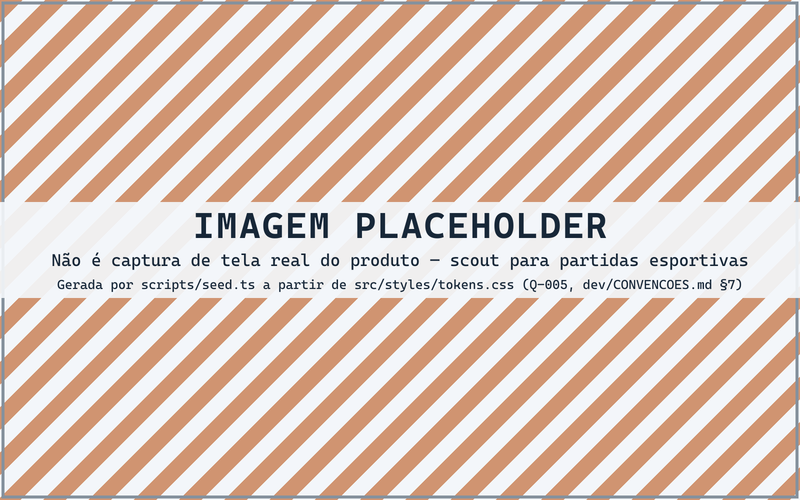 IMAGEM PLACEHOLDER
Não é captura de tela real do produto — scout para partidas esportivas
Gerada por scripts/seed.ts a partir de src/styles/tokens.css (Q-005, dev/CONVENCOES.md §7)